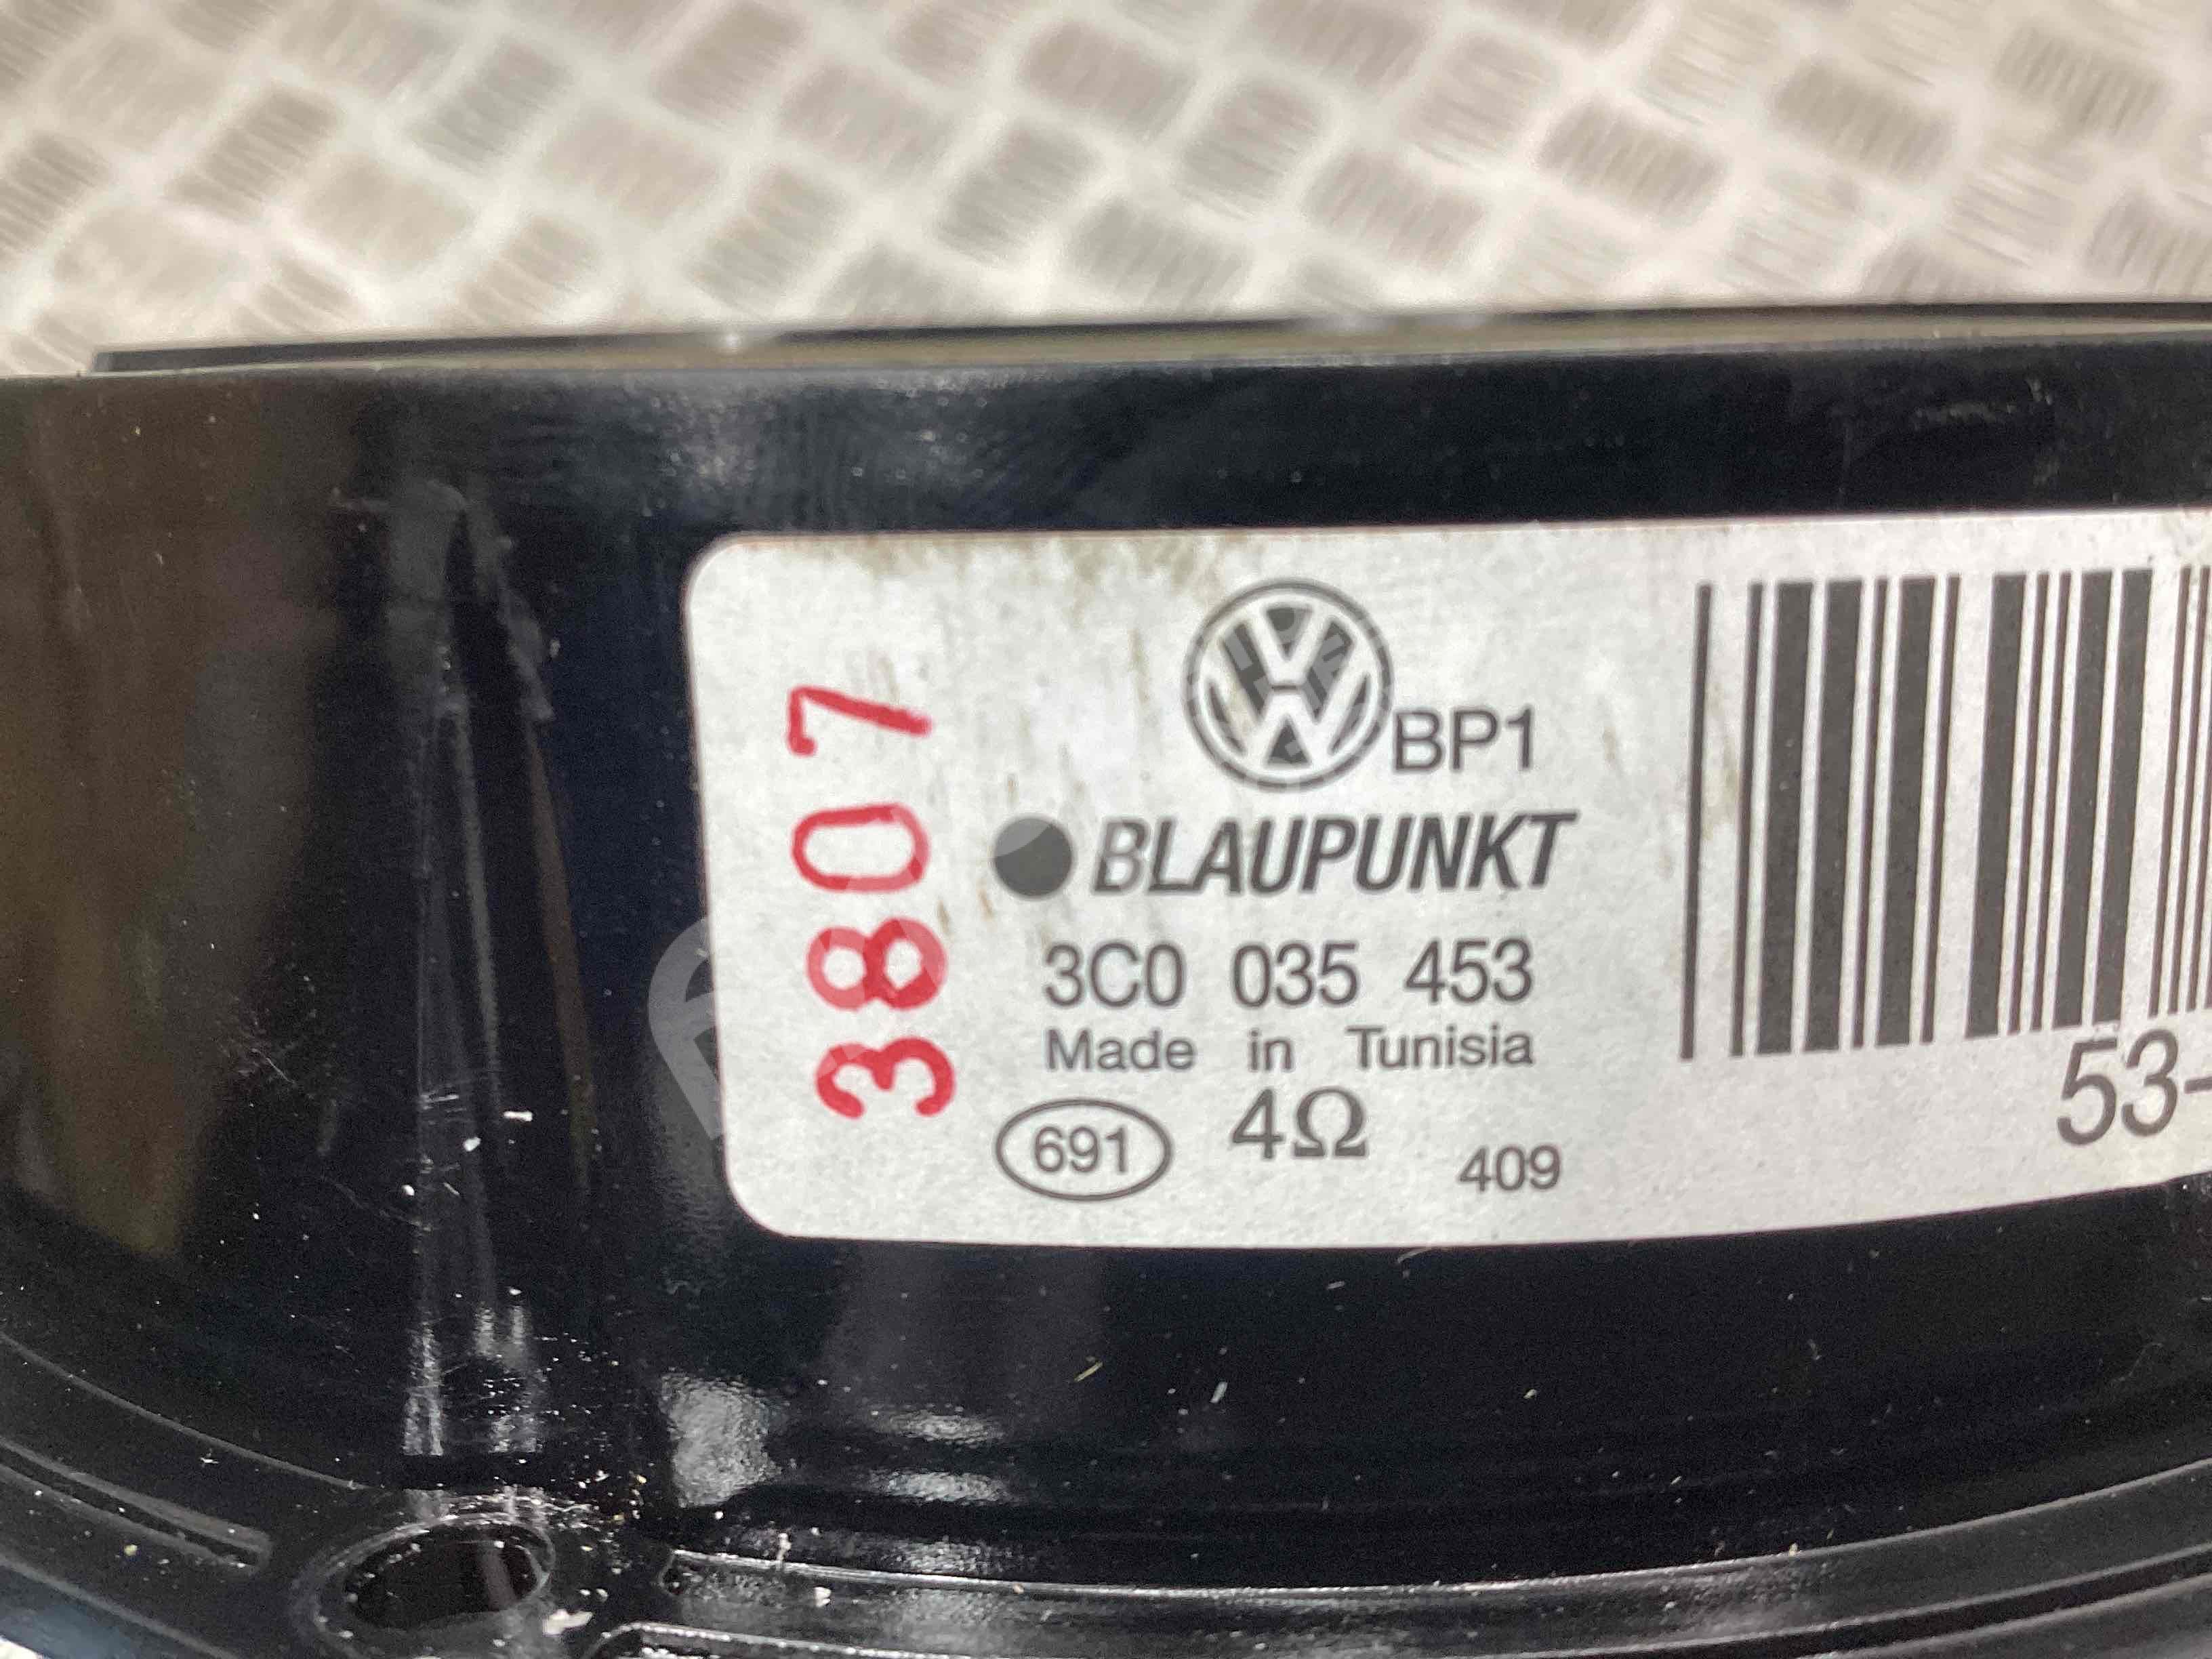 3807
BP1
BLAUPUNKT
3C0 035 453
Made in Tunisia
691 4Ω 409
53-